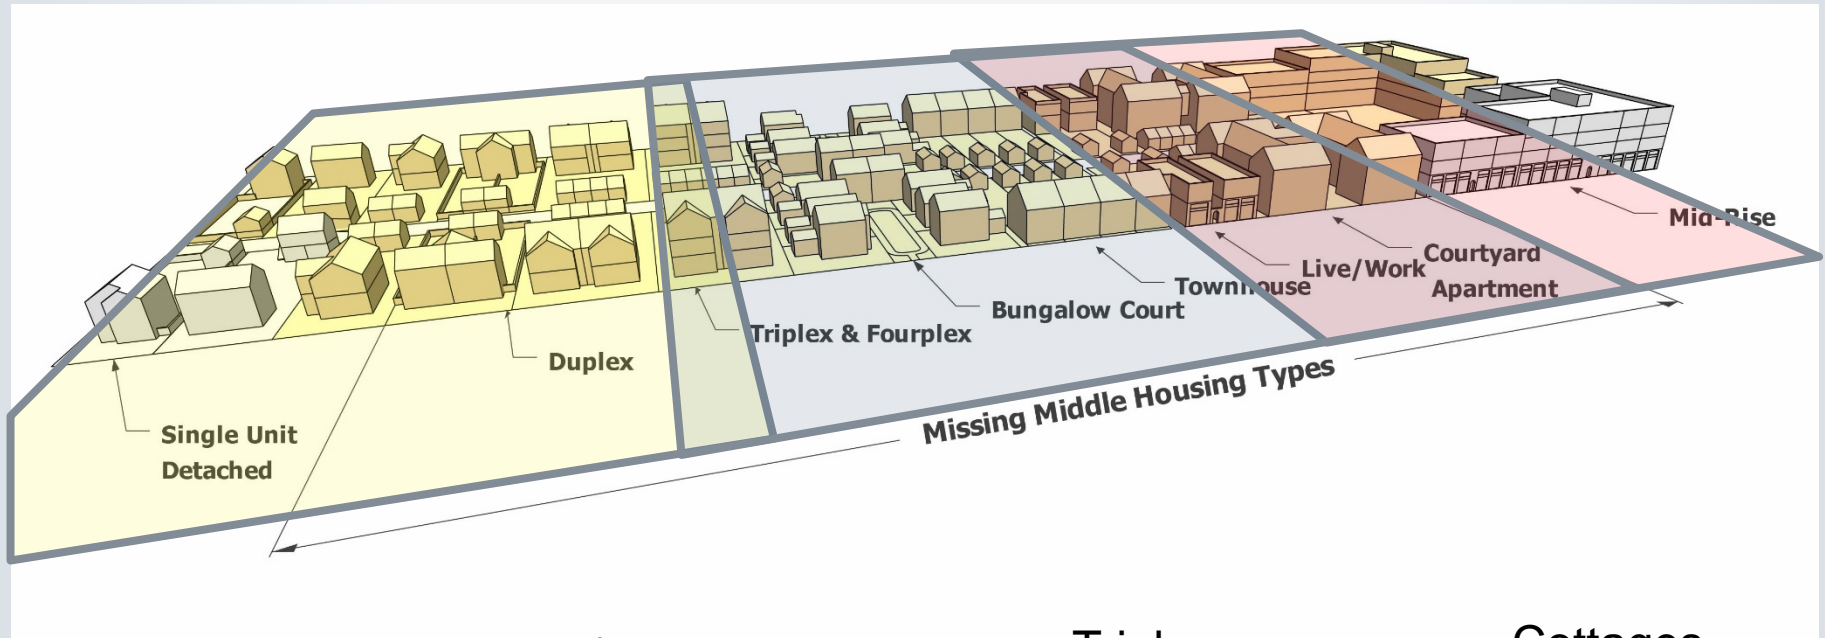 Mid-Rise
Courtyard
Apartment
Live/Work
Townhouse
Bungalow Court
Triplex & Fourplex
Duplex
Single Unit
Detached
Missing Middle Housing Types
Cottages